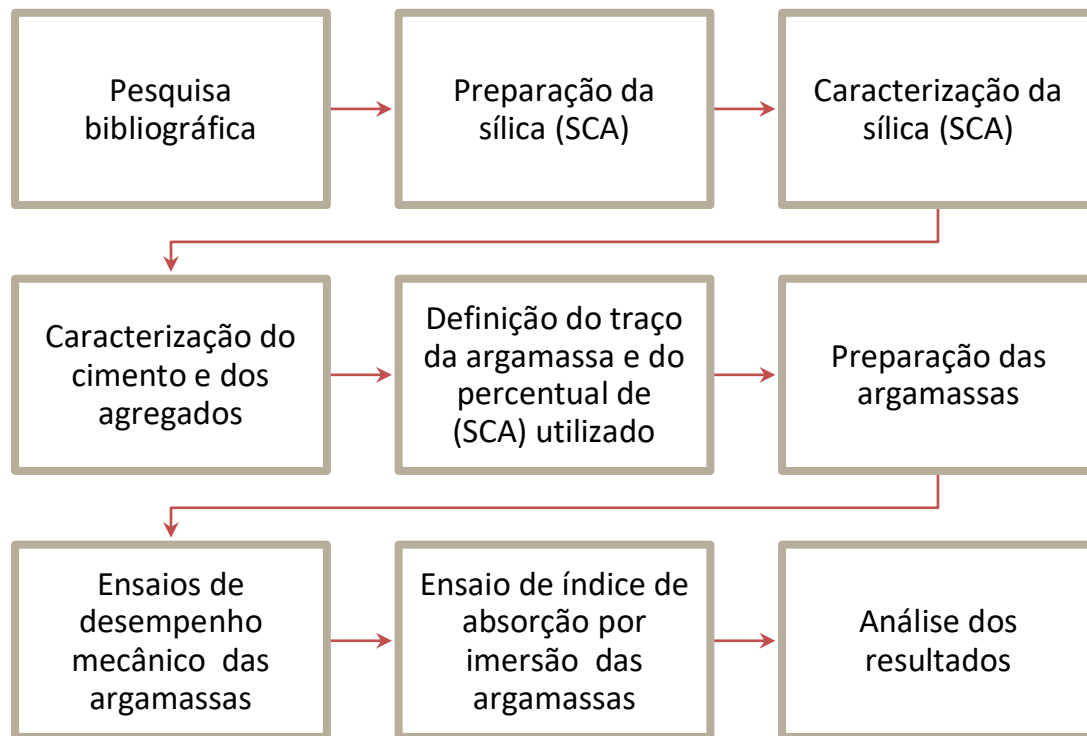 Pesquisa
bibliográfica
Preparação da
sílica (SCA)
Caracterização da
sílica (SCA)
Caracterização do
cimento e dos
agregados
Definição do traço
da argamassa e do
percentual de
(SCA) utilizado
Preparação das
argamassas
Ensaios de
desempenho
mecânico das
argamassas
Ensaio de índice de
absorção por
imersão das
argamassas
Análise dos
resultados